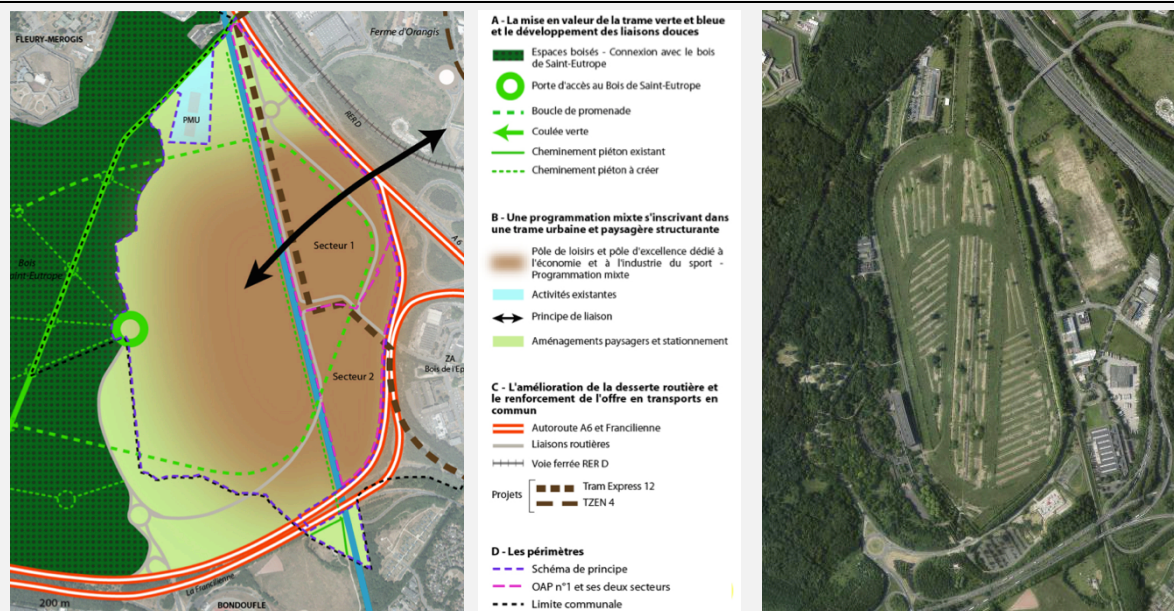 FLEURY-MEROGIS
Ferme d'Orangis
RER D
PMU
A 6
Secteur 1
Bois
Saint-Eutrope
Secteur 2
ZA
La Francilienne
200 m
BONDOUFLE
A - La mise en valeur de la trame verte et bleue
et le développement des liaisons douces
Espaces boisés - Connexion avec le bois
de Saint-Eutrope
Porte d'accès au Bois de Saint-Eutrope
Boucle de promenade
Coulée verte
Cheminement piéton existant
Cheminement piéton à créer
B - Une programmation mixte s'inscrivant dans
une trame urbaine et paysagère structurante
Pôle de loisirs et pôle d'excellence dédié à
l'économie et à l'industrie du sport -
Programmation mixte
Activités existantes
Principe de liaison
Aménagements paysagers et stationnement
C - L'amélioration de la desserte routière et
le renforcement de l'offre en transports en
commun
Autoroute A6 et Francilienne
Liaisons routières
Voie ferrée RER D
Projets
Tram Express 12
TZEN 4
D - Les périmètres
Schéma de principe
OAP n°1 et ses deux secteurs
Limite communale